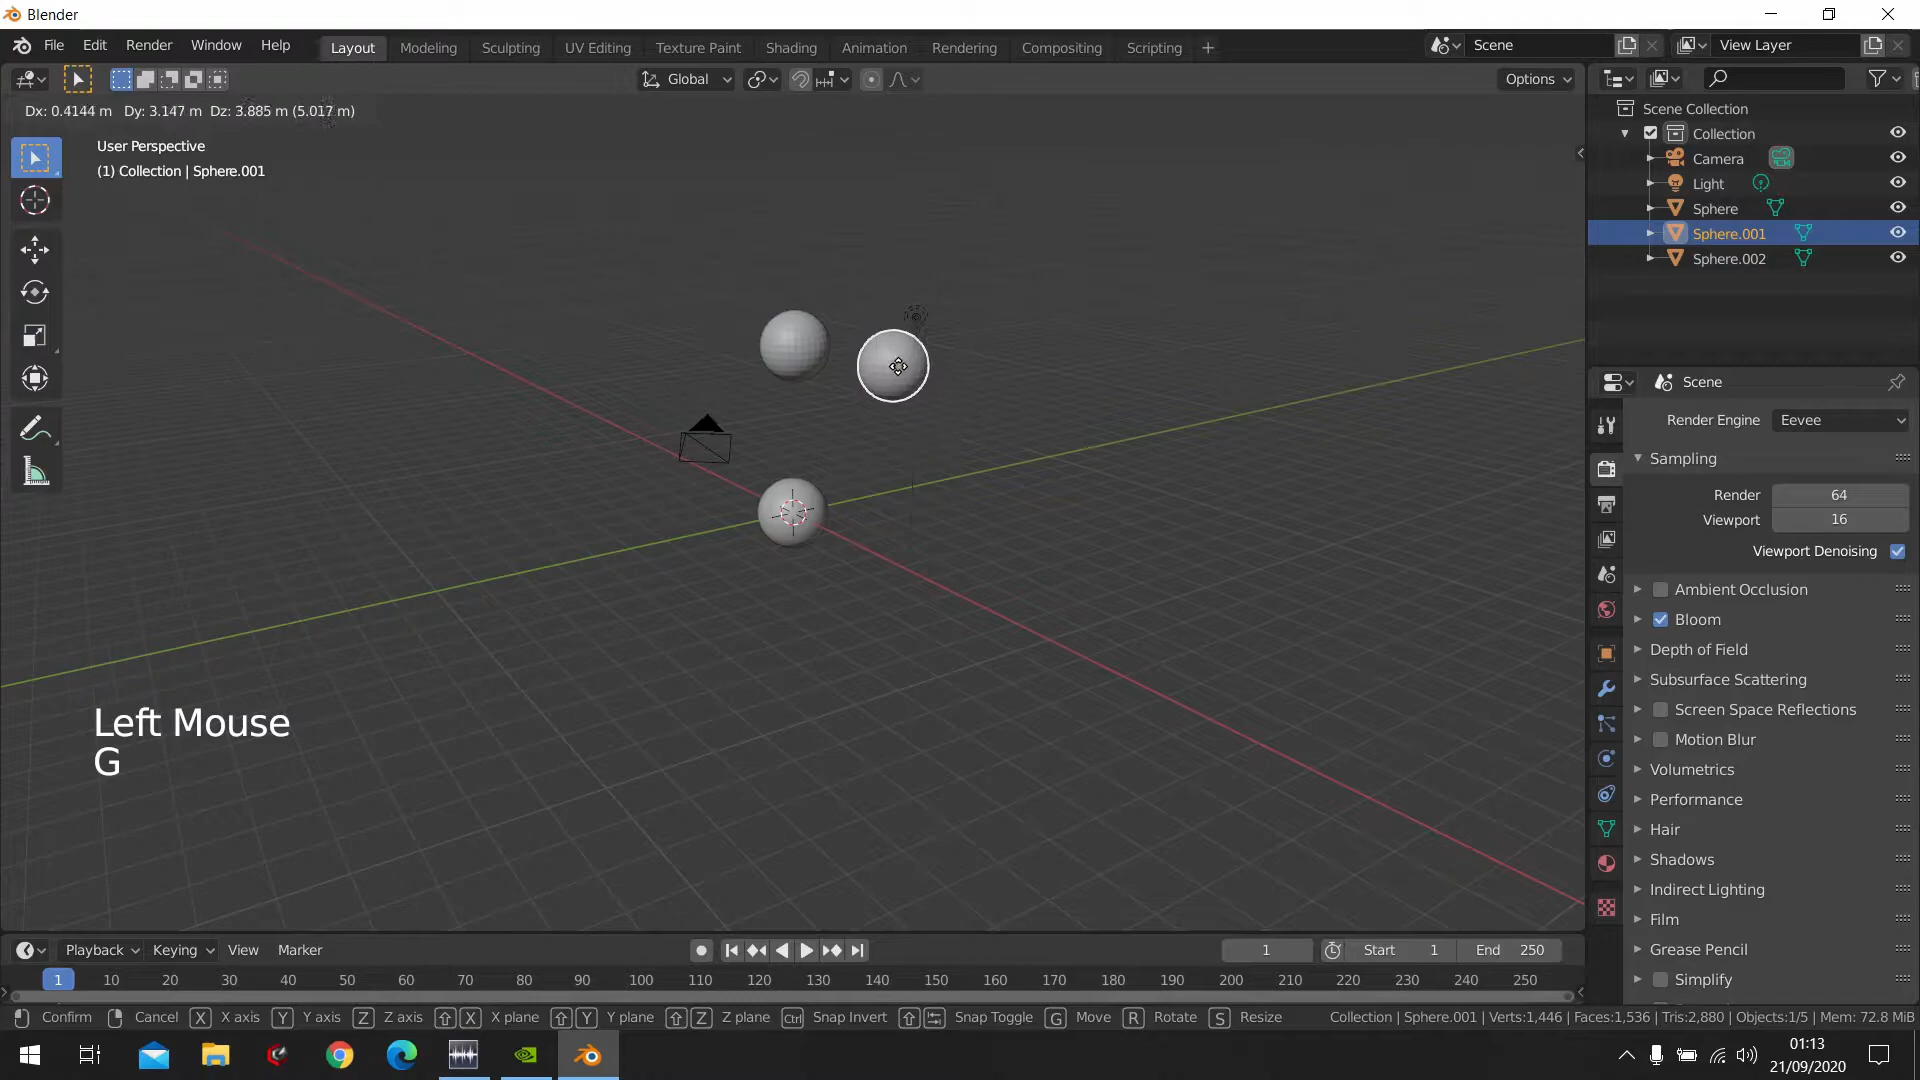 Blender
File Edit Render Window Help Layout Modeling Sculpting UV Editing Texture Paint Shading Animation Rendering Compositing Scripting + Scene View Layer
Global Options
Dx: 0.4144 m Dy: 3.147 m Dz: 3.885 m (5.017 m)
User Perspective
(1) Collection | Sphere.001
Scene Collection
Collection
Camera
Light
Sphere
Sphere.001
Sphere.002
Scene
Render Engine Eevee
Sampling
Render 64
Viewport 16
Viewport Denoising
Ambient Occlusion
Bloom
Depth of Field
Subsurface Scattering
Screen Space Reflections
Motion Blur
Volumetrics
Performance
Hair
Shadows
Indirect Lighting
Film
Grease Pencil
Simplify
Left Mouse
G
Playback Keying View Marker 1 Start 1 End 250
1 10 20 30 40 50 60 70 80 90 100 110 120 130 140 150 160 170 180 190 200 210 220 230 240 250
Confirm Cancel X X axis Y Y axis Z Z axis X X plane Y Y plane Z Z plane Ctrl Snap Invert Snap Toggle G Move R Rotate S Resize Collection | Sphere.001 | Verts:1,446 | Faces:1,536 | Tris:2,880 | Objects:1/5 | Mem: 72.8 MiB
01:13
21/09/2020